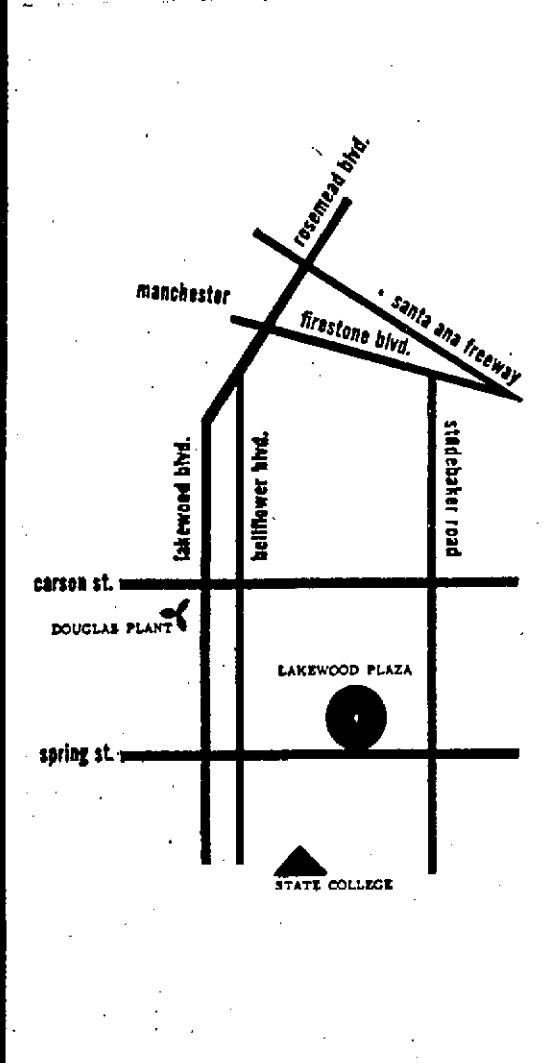 rosemead blvd.
manchester
santa ana freeway
firestone blvd.
lakewood blvd.
bellflower blvd.
studebaker road
carson st.
DOUGLAS PLANT
LAKEWOOD PLAZA
spring st.
STATE COLLEGE